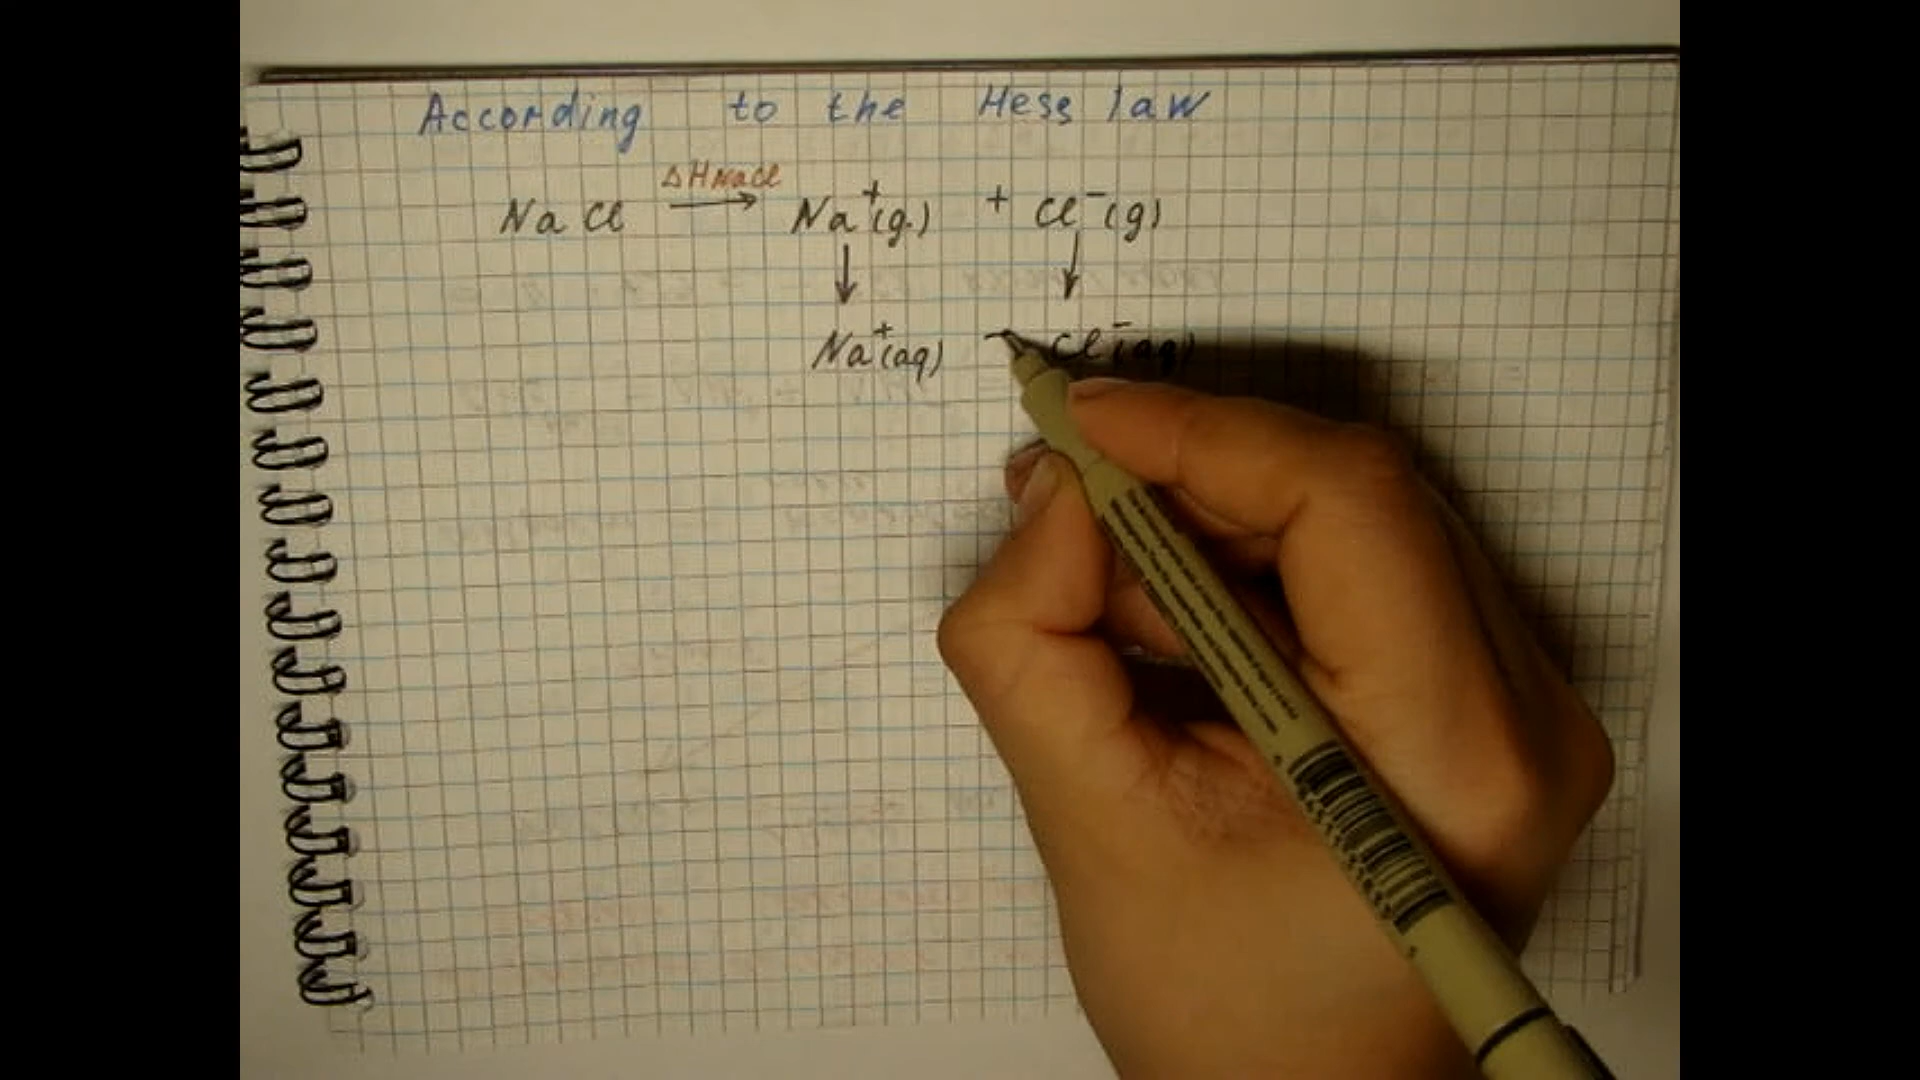 According to the Hess law
ΔHNaCl
NaCl → Na⁺(g.) + Cl⁻(g)
↓ ↓
Na⁺(aq) Cl⁻(aq)